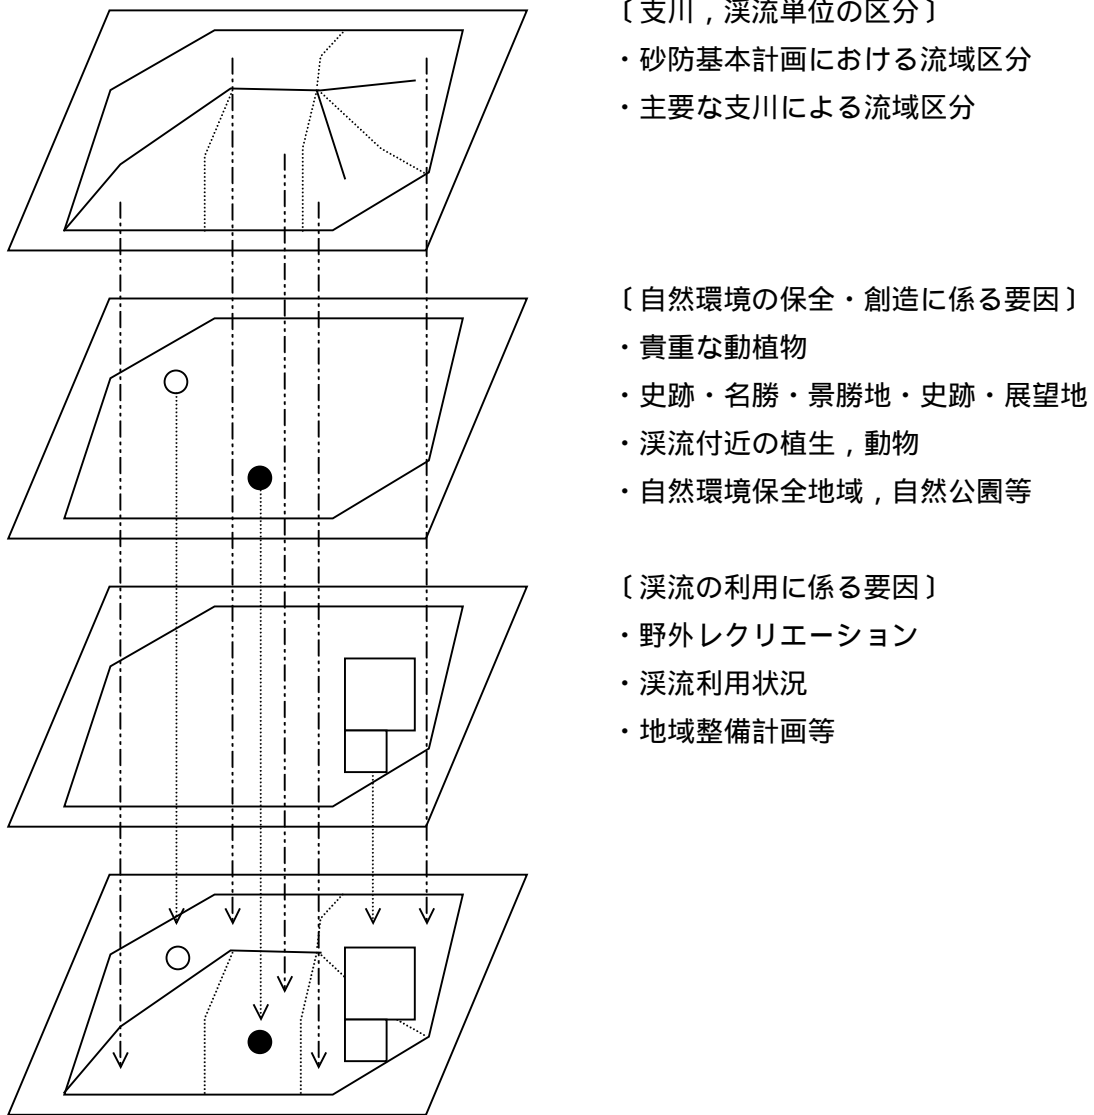 〔支川，渓流単位の区分〕
・砂防基本計画における流域区分
・主要な支川による流域区分
〔自然環境の保全・創造に係る要因〕
・貴重な動植物
・史跡・名勝・景勝地・史跡・展望地
・渓流付近の植生，動物
・自然環境保全地域，自然公園等
〔渓流の利用に係る要因〕
・野外レクリエーション
・渓流利用状況
・地域整備計画等